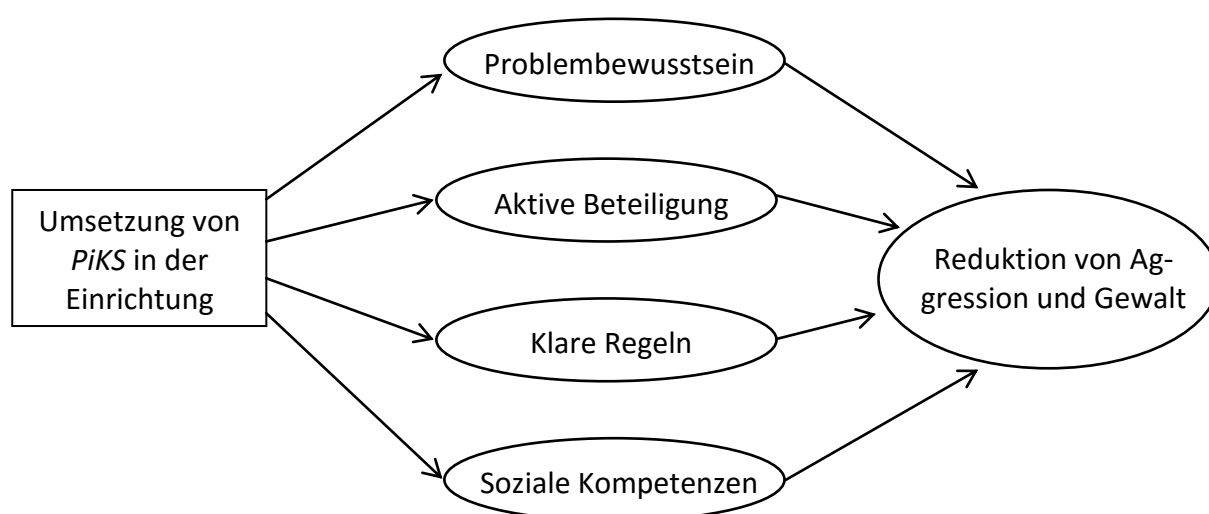 Problembewusstsein
Aktive Beteiligung
Umsetzung von
PiKS in der
Einrichtung
Reduktion von Ag-
gression und Gewalt
Klare Regeln
Soziale Kompetenzen